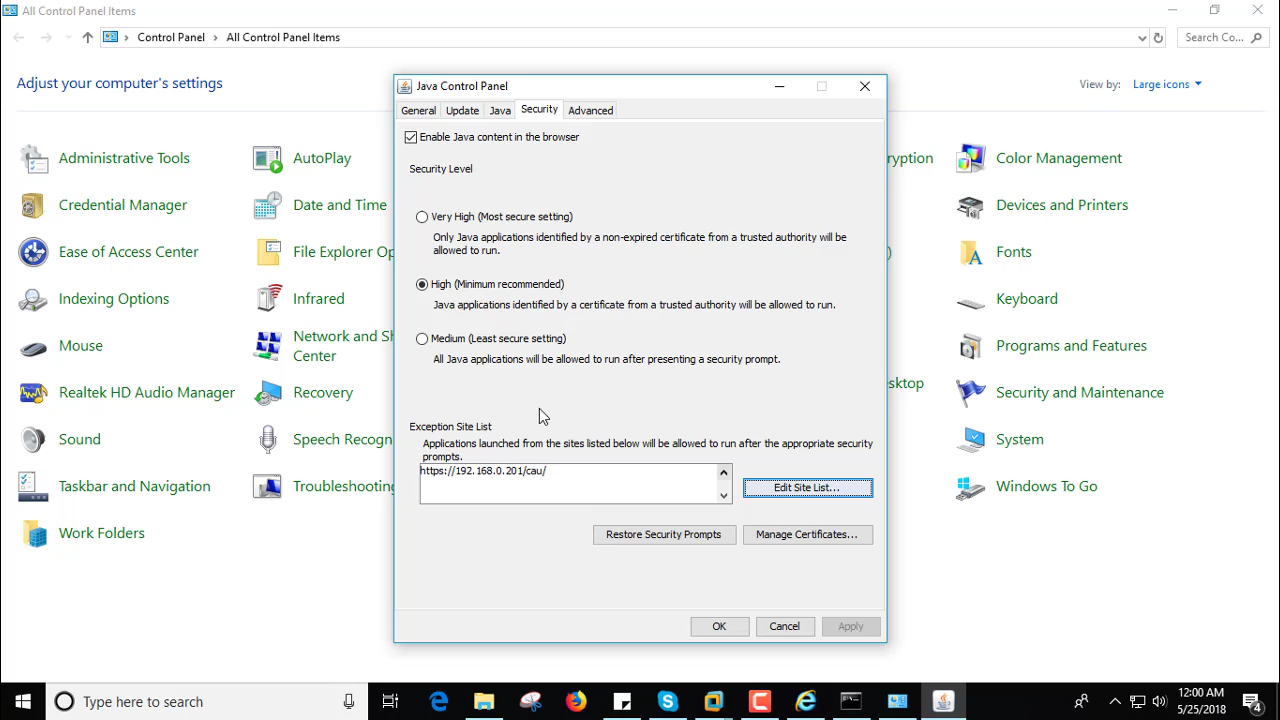 All Control Panel Items
Control Panel
All Control Panel Items
Search Co...
Adjust your computer's settings
View by:
Large icons
Administrative Tools
AutoPlay
ryption
Color Management
Credential Manager
Date and Time
Devices and Printers
Ease of Access Center
File Explorer Op
)
Fonts
Indexing Options
Infrared
Keyboard
Mouse
Network and Sh
Center
Programs and Features
Realtek HD Audio Manager
Recovery
sktop
Security and Maintenance
Sound
Speech Recogn
System
Taskbar and Navigation
Troubleshooting
Windows To Go
Work Folders
Java Control Panel
General
Update
Java
Security
Advanced
Enable Java content in the browser
Security Level
Very High (Most secure setting)
Only Java applications identified by a non-expired certificate from a trusted authority will be
allowed to run.
High (Minimum recommended)
Java applications identified by a certificate from a trusted authority will be allowed to run.
Medium (Least secure setting)
All Java applications will be allowed to run after presenting a security prompt.
Exception Site List
Applications launched from the sites listed below will be allowed to run after the appropriate security
prompts.
https://192.168.0.201/cau/
Edit Site List...
Restore Security Prompts
Manage Certificates...
OK
Cancel
Apply
Type here to search
12:00 AM
5/25/2018
4